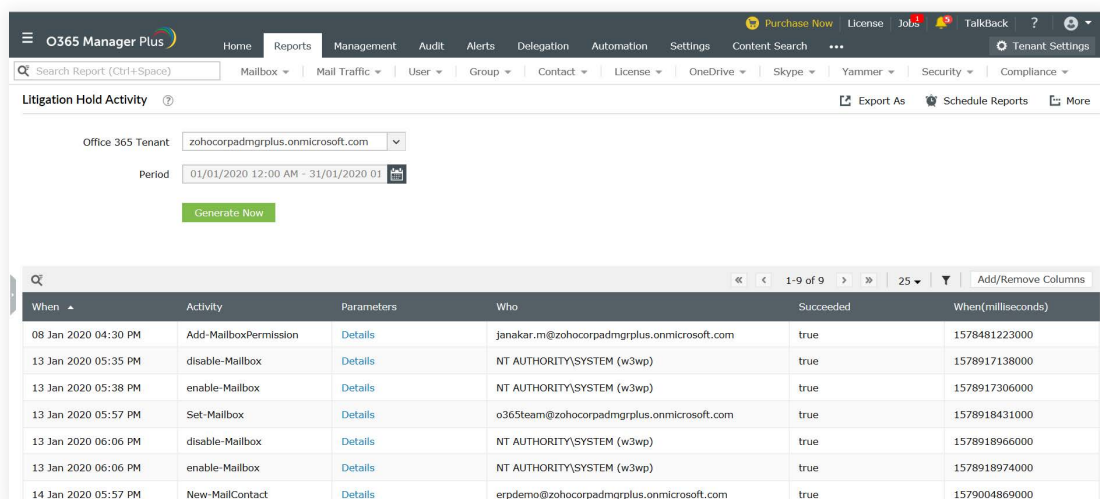 Purchase Now License Jobs 1 5 TalkBack ?
O365 Manager Plus
Home Reports Management Audit Alerts Delegation Automation Settings Content Search ••• Tenant Settings
Search Report (Ctrl+Space) Mailbox Mail Traffic User Group Contact License OneDrive Skype Yammer Security Compliance
Litigation Hold Activity ? Export As Schedule Reports More
Office 365 Tenant zohocorpadmgrplus.onmicrosoft.com
Period 01/01/2020 12:00 AM - 31/01/2020 01
Generate Now
1-9 of 9 25 Add/Remove Columns
When Activity Parameters Who Succeeded When(milliseconds)
08 Jan 2020 04:30 PM Add-MailboxPermission Details janakar.m@zohocorpadmgrplus.onmicrosoft.com true 1578481223000
13 Jan 2020 05:35 PM disable-Mailbox Details NT AUTHORITY\SYSTEM (w3wp) true 1578917138000
13 Jan 2020 05:38 PM enable-Mailbox Details NT AUTHORITY\SYSTEM (w3wp) true 1578917306000
13 Jan 2020 05:57 PM Set-Mailbox Details o365team@zohocorpadmgrplus.onmicrosoft.com true 1578918431000
13 Jan 2020 06:06 PM disable-Mailbox Details NT AUTHORITY\SYSTEM (w3wp) true 1578918966000
13 Jan 2020 06:06 PM enable-Mailbox Details NT AUTHORITY\SYSTEM (w3wp) true 1578918974000
14 Jan 2020 05:57 PM New-MailContact Details erpdemo@zohocorpadmgrplus.onmicrosoft.com true 1579004869000